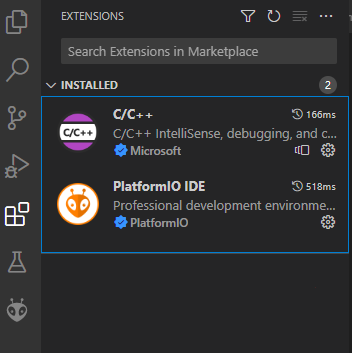 EXTENSIONS
Search Extensions in Marketplace
INSTALLED 2
C/C++ 166ms
C/C++ C/C++ IntelliSense, debugging, and c...
Microsoft
PlatformIO IDE 518ms
Professional development environme...
PlatformIO